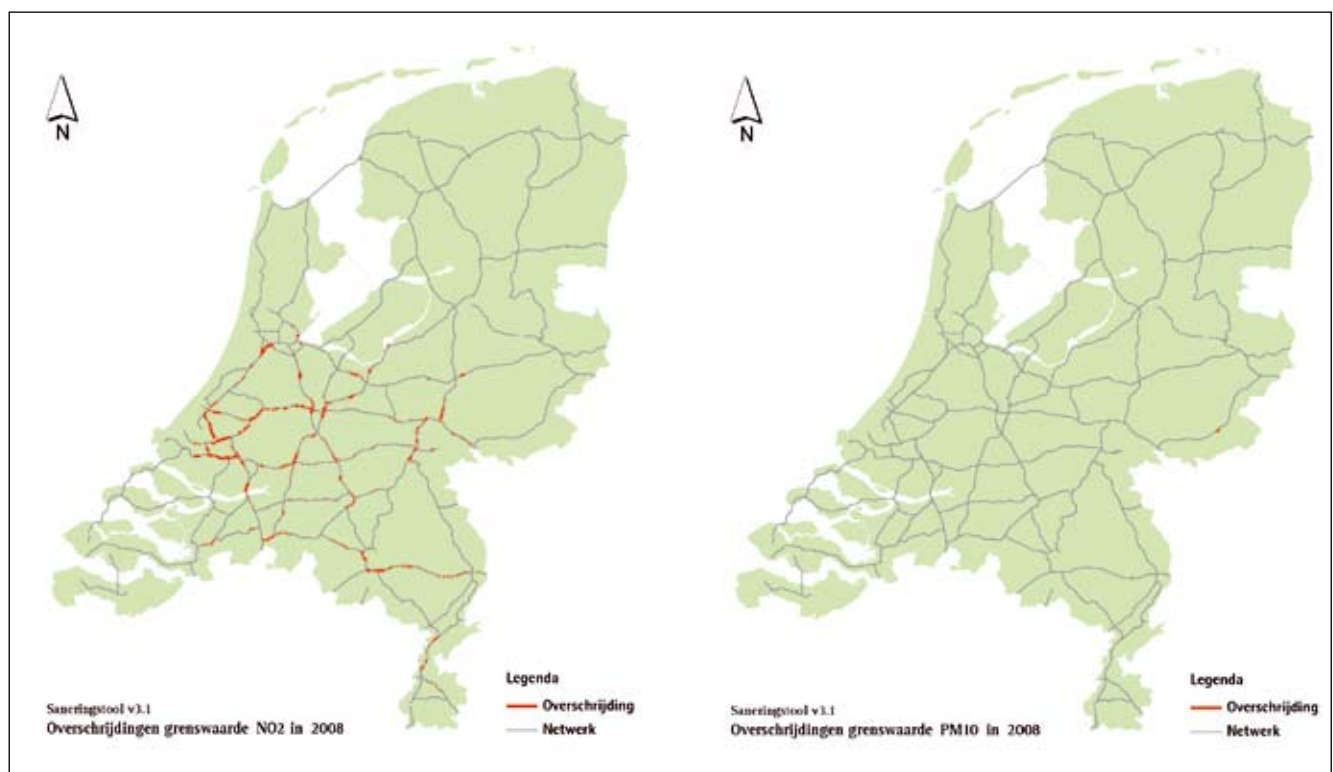 N
Legenda
Saneringstool v3.1
Overschrijding
Overschrijdingen grenswaarde NO2 in 2008
Netwerk
N
Legenda
Saneringstool v3.1
Overschrijding
Overschrijdingen grenswaarde PM10 in 2008
Netwerk